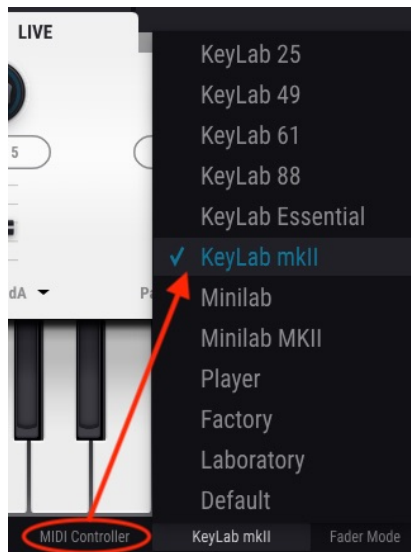 LIVE
KeyLab 25
KeyLab 49
KeyLab 61
KeyLab 88
KeyLab Essential
KeyLab mkII
Minilab
Minilab MKII
Player
Factory
Laboratory
Default
5
dA
MIDI Controller
KeyLab mkII
Fader Mode